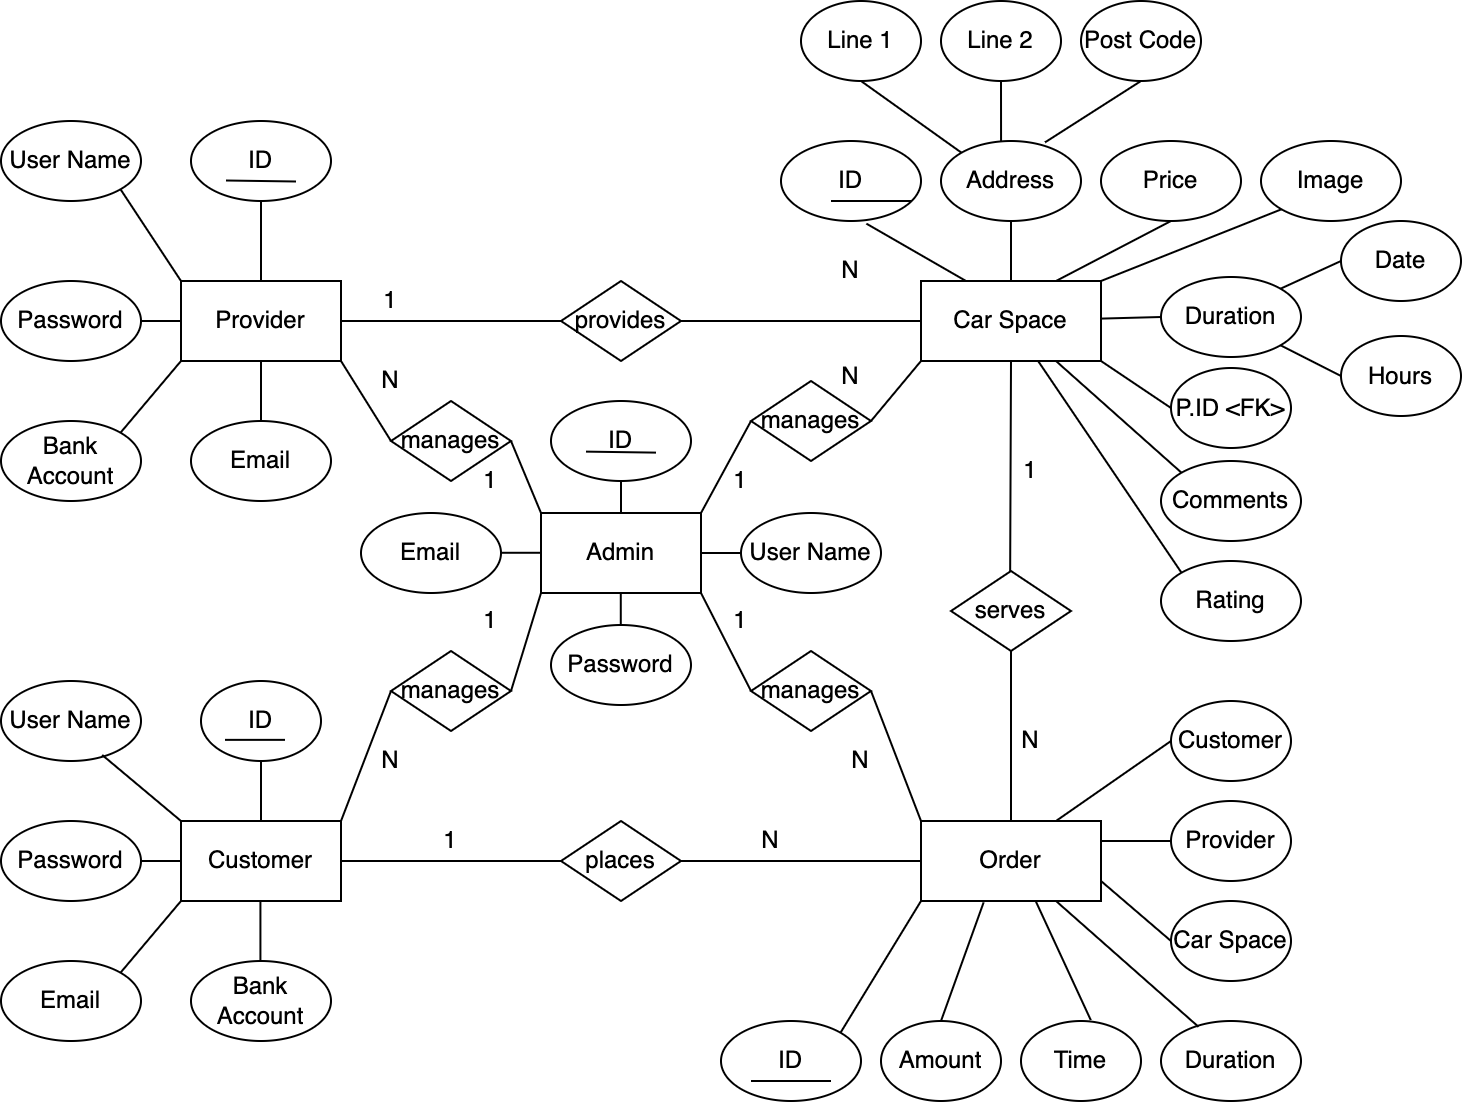 Line 1
Line 2
Post Code
User Name
ID
ID
Address
Price
Image
Date
N
1
Password
Provider
provides
Car Space
Duration
Hours
N
N
P.ID <FK>
manages
ID
manages
Bank
Account
Email
1
1
1
Comments
Email
Admin
User Name
Rating
serves
1
1
Password
manages
manages
User Name
ID
N
N
N
Customer
1
N
Provider
Password
Customer
places
Order
Car Space
Email
Bank
Account
ID
Amount
Time
Duration